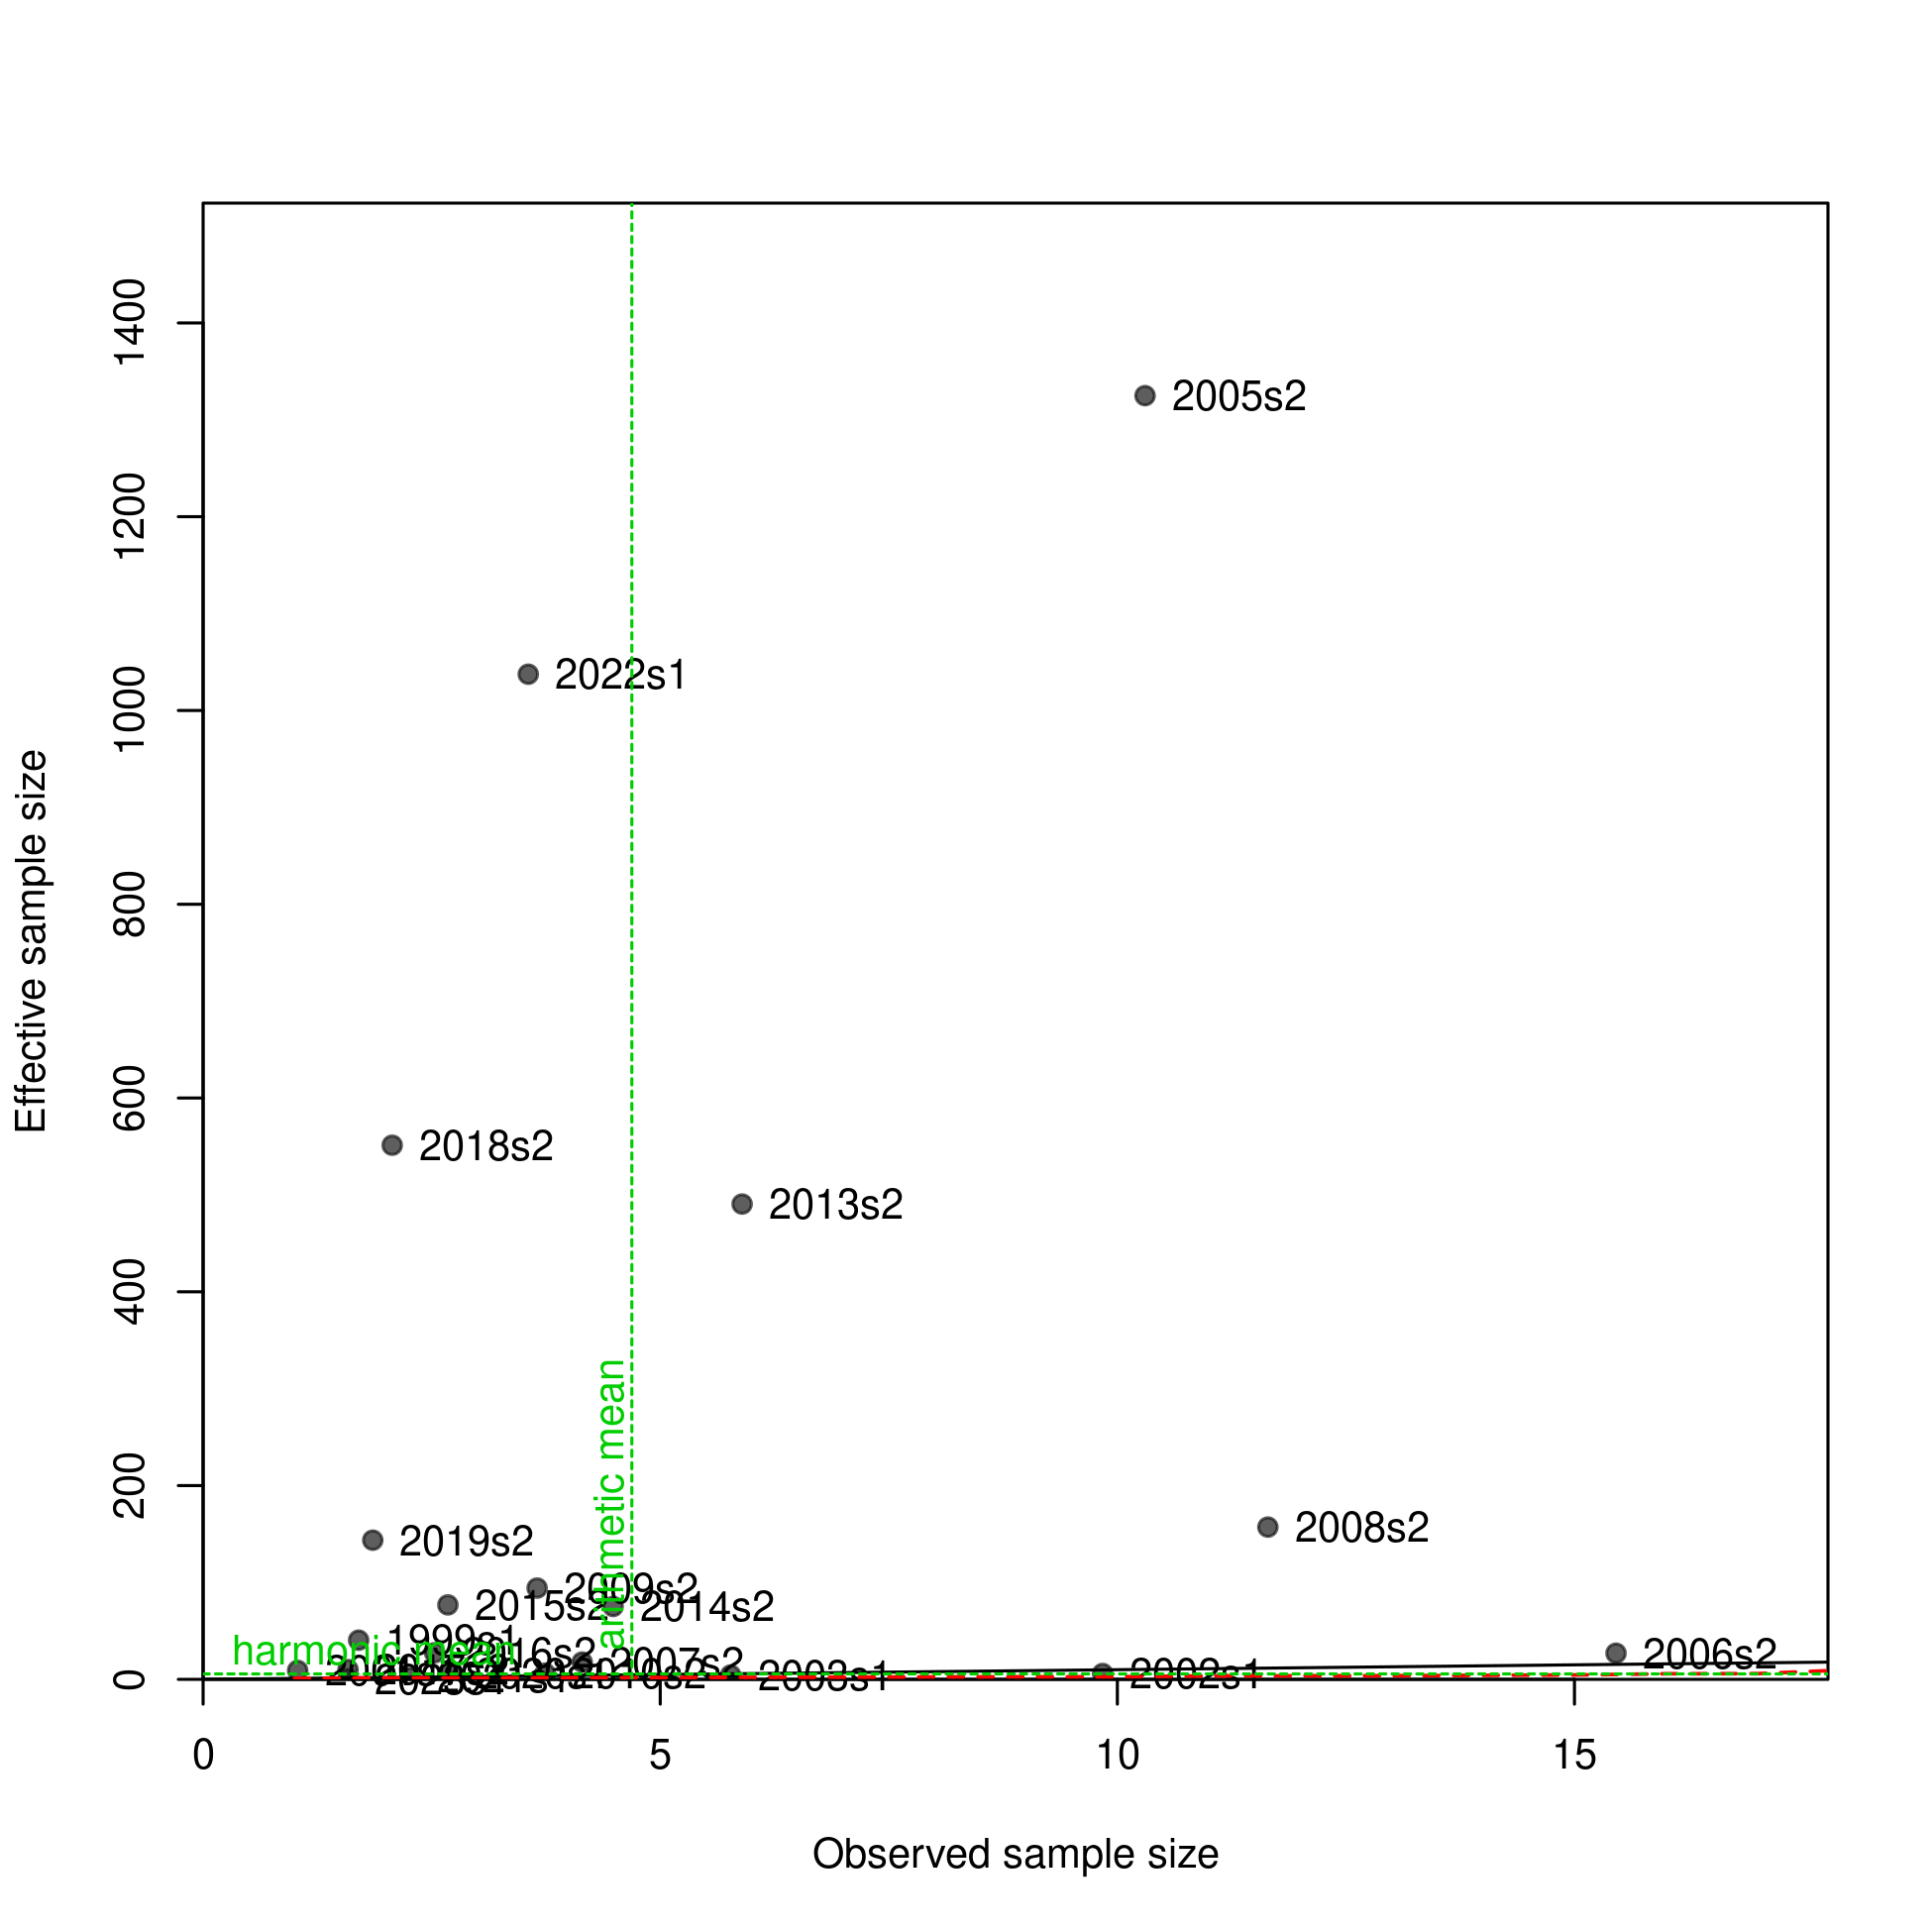 1400
1200
1000
800
600
400
200
0
Effective sample size
2005s2
2022s1
2018s2
2013s2
2008s2
2019s2
2009s2
2015s2
2014s2
arithmetic mean
1999s1
harmonic mean
2007s2
2006s2
2003s1
2002s1
0 5 10 15
Observed sample size